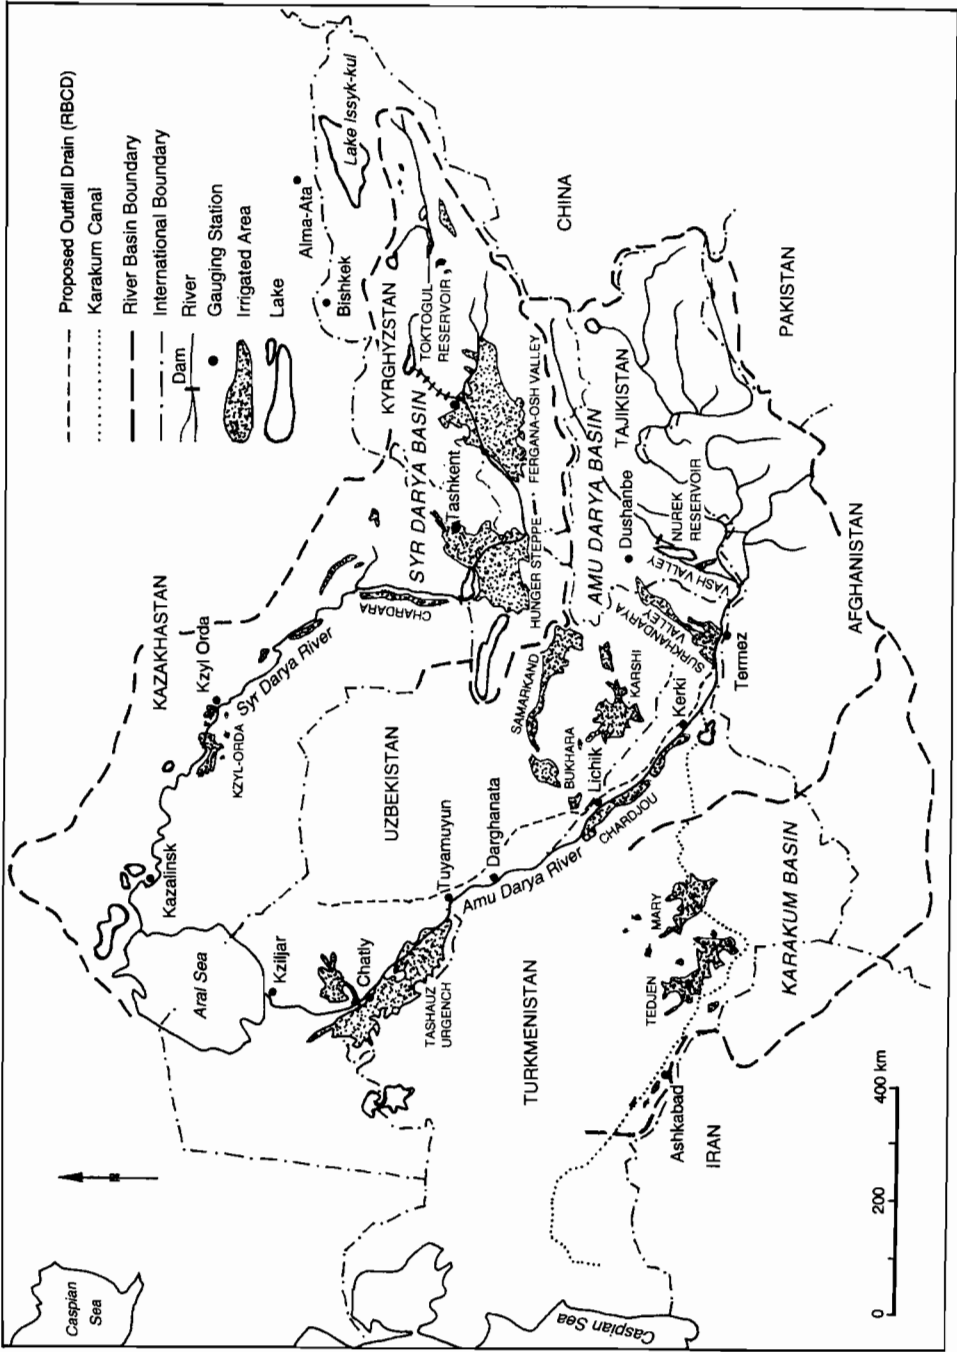 Proposed Outfall Drain (RBCD)
Karakum Canal
River Basin Boundary
International Boundary
River
Dam
Gauging Station
Irrigated Area
Lake
Caspian
Sea
N
Aral Sea
Kazalinsk
KAZAKHASTAN
Kzyl Orda
KZYL-ORDA
Syr Darya River
Kziljar
Chatly
TASHAUZ
URGENCH
UZBEKISTAN
Tuyamuyun
Darghanata
Amu Darya River
CHARDARA
SYR DARYA BASIN
Tashkent
KYRGHYZSTAN
TOKTOGUL
RESERVOIR
Bishkek
Alma-Ata
Lake Issyk-kul
HUNGER STEPPE
FERGANA-OSH VALLEY
CHINA
SAMARKAND
BUKHARA
KARSHI
Lichik
CHARDJOU
Kerki
AMU DARYA BASIN
Dushanbe
TAJIKISTAN
NUREK
RESERVOIR
VASH VALLEY
SURKHANDARYA
VALLEY
Termez
PAKISTAN
AFGHANISTAN
TURKMENISTAN
MARY
TEDJEN
KARAKUM BASIN
Ashkabad
IRAN
Caspian Sea
0 200 400 km